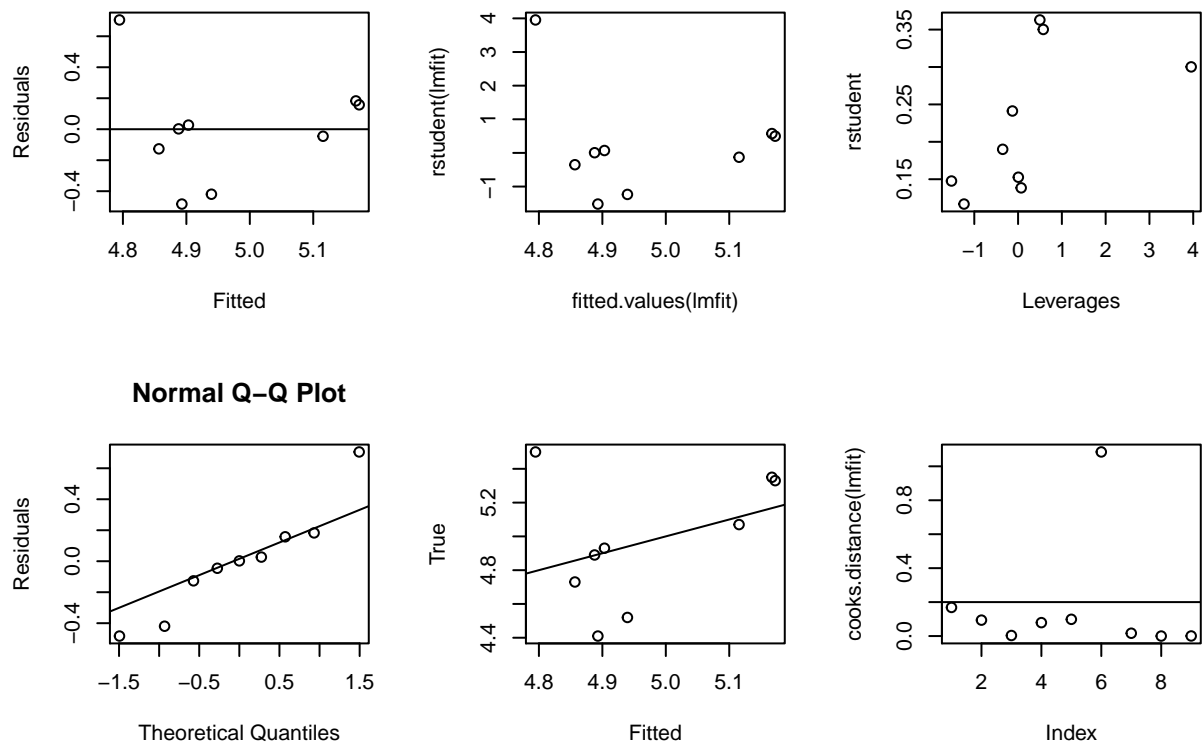 Residuals
0.4
0.0
−0.4
4.8 4.9 5.0 5.1
Fitted
rstudent(lmfit)
4
3
2
1
−1
4.8 4.9 5.0 5.1
fitted.values(lmfit)
rstudent
0.35
0.25
0.15
−1 0 1 2 3 4
Leverages
Normal Q−Q Plot
Residuals
0.4
0.0
−0.4
−1.5 −0.5 0.5 1.5
Theoretical Quantiles
True
5.2
4.8
4.4
4.8 4.9 5.0 5.1
Fitted
cooks.distance(lmfit)
0.8
0.4
0.0
2 4 6 8
Index